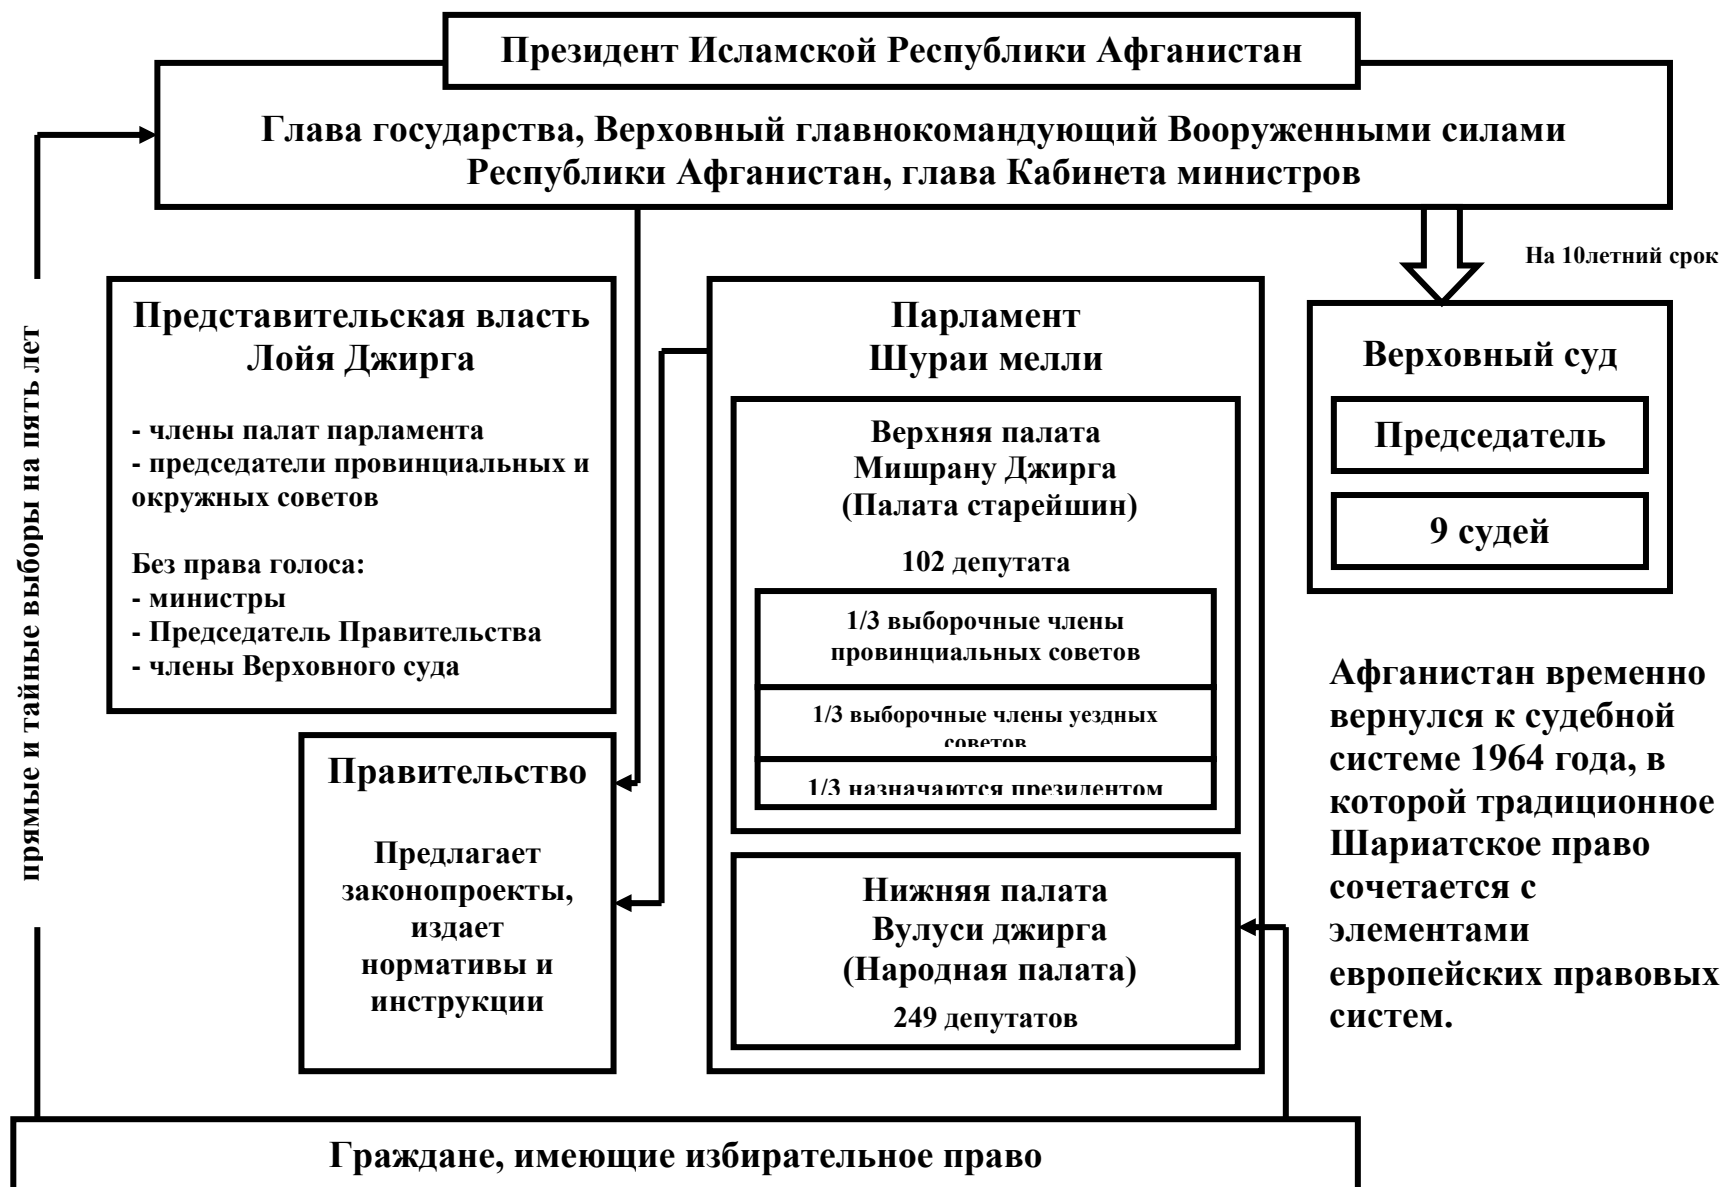 Президент Исламской Республики Афганистан
Глава государства, Верховный главнокомандующий Вооруженными силами
Республики Афганистан, глава Кабинета министров
На 10летний срок
прямые и тайные выборы на пять лет
Представительская власть
Лойя Джирга
- члены палат парламента
- председатели провинциальных и
окружных советов
Без права голоса:
- министры
- Председатель Правительства
- члены Верховного суда
Правительство
Предлагает
законопроекты,
издает
нормативы и
инструкции
Парламент
Шураи мелли
Верхняя палата
Мишрану Джирга
(Палата старейшин)
102 депутата
1/3 выборочные члены
провинциальных советов
1/3 выборочные члены уездных
советов
1/3 назначаются президентом
Нижняя палата
Вулуси джирга
(Народная палата)
249 депутатов
Верховный суд
Председатель
9 судей
Афганистан временно
вернулся к судебной
системе 1964 года, в
которой традиционное
Шариатское право
сочетается с
элементами
европейских правовых
систем.
Граждане, имеющие избирательное право